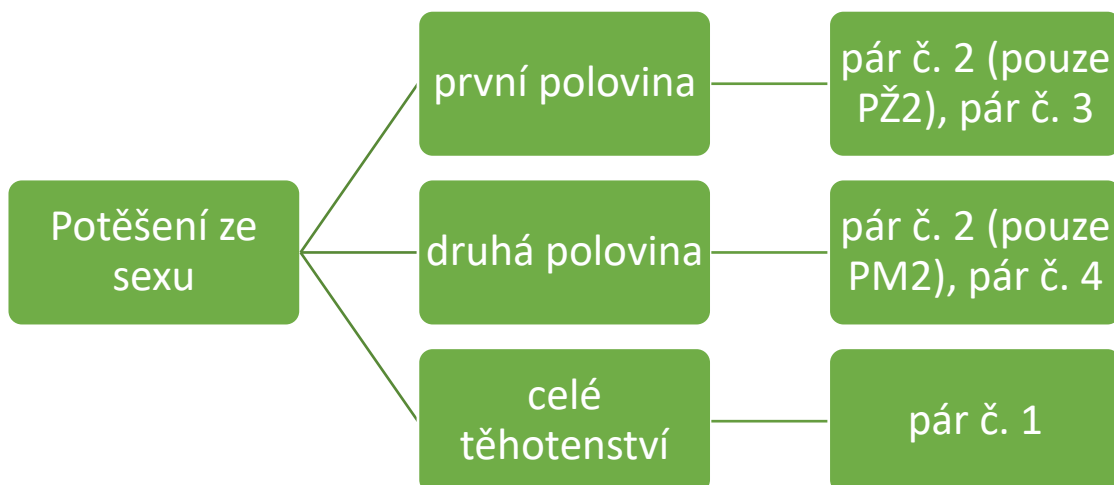 Potěšení ze
sexu
první polovina
pár č. 2 (pouze
PŽ2), pár č. 3
druhá polovina
pár č. 2 (pouze
PM2), pár č. 4
celé
těhotenství
pár č. 1